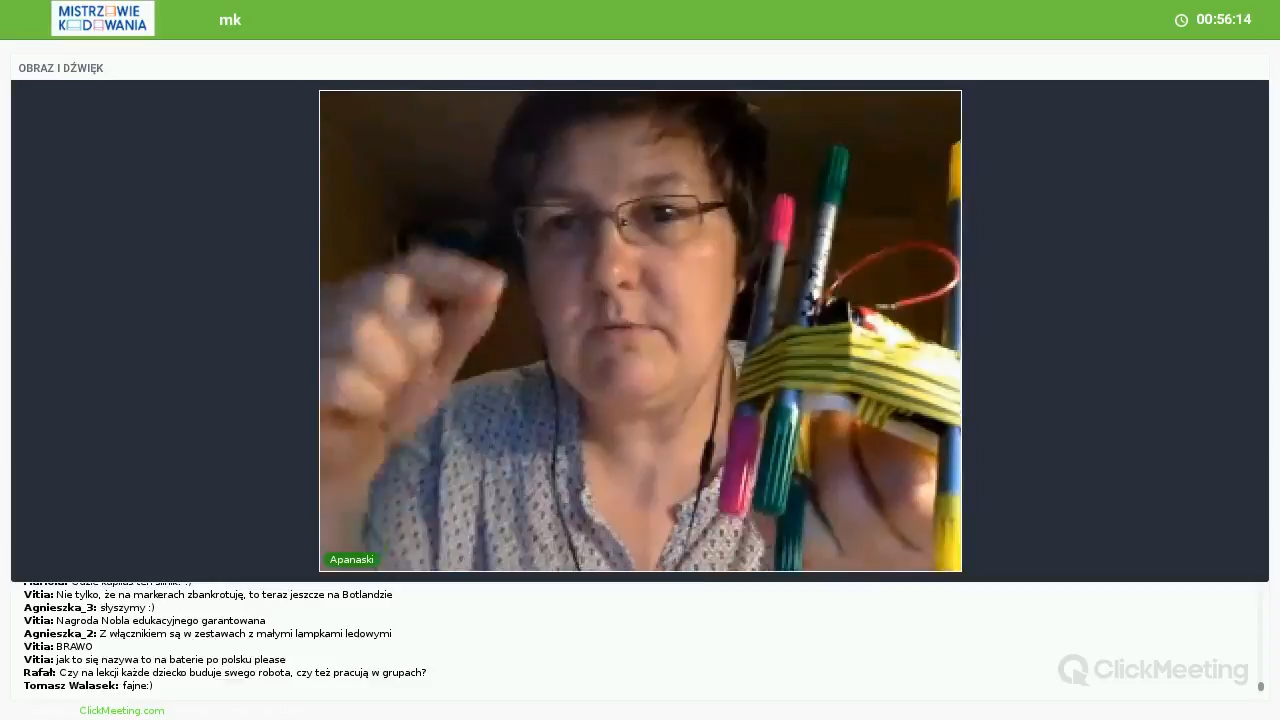 MISTRZOWIE
KODOWANIA
mk
00:56:14
OBRAZ I DŹWIĘK
Apanaski
Vitia: Nie tylko, że na markerach zbankrutuję, to teraz jeszcze na Botlandzie
Agnieszka_3: słyszymy :)
Vitia: Nagroda Nobla edukacyjnego garantowana
Agnieszka_2: Z włącznikiem są w zestawach z małymi lampkami ledowymi
Vitia: BRAWO
Vitia: jak to się nazywa to na baterie po polsku please
Rafał: Czy na lekcji każde dziecko buduje swego robota, czy też pracują w grupach?
Tomasz Walasek: fajne:)
ClickMeeting
ClickMeeting.com